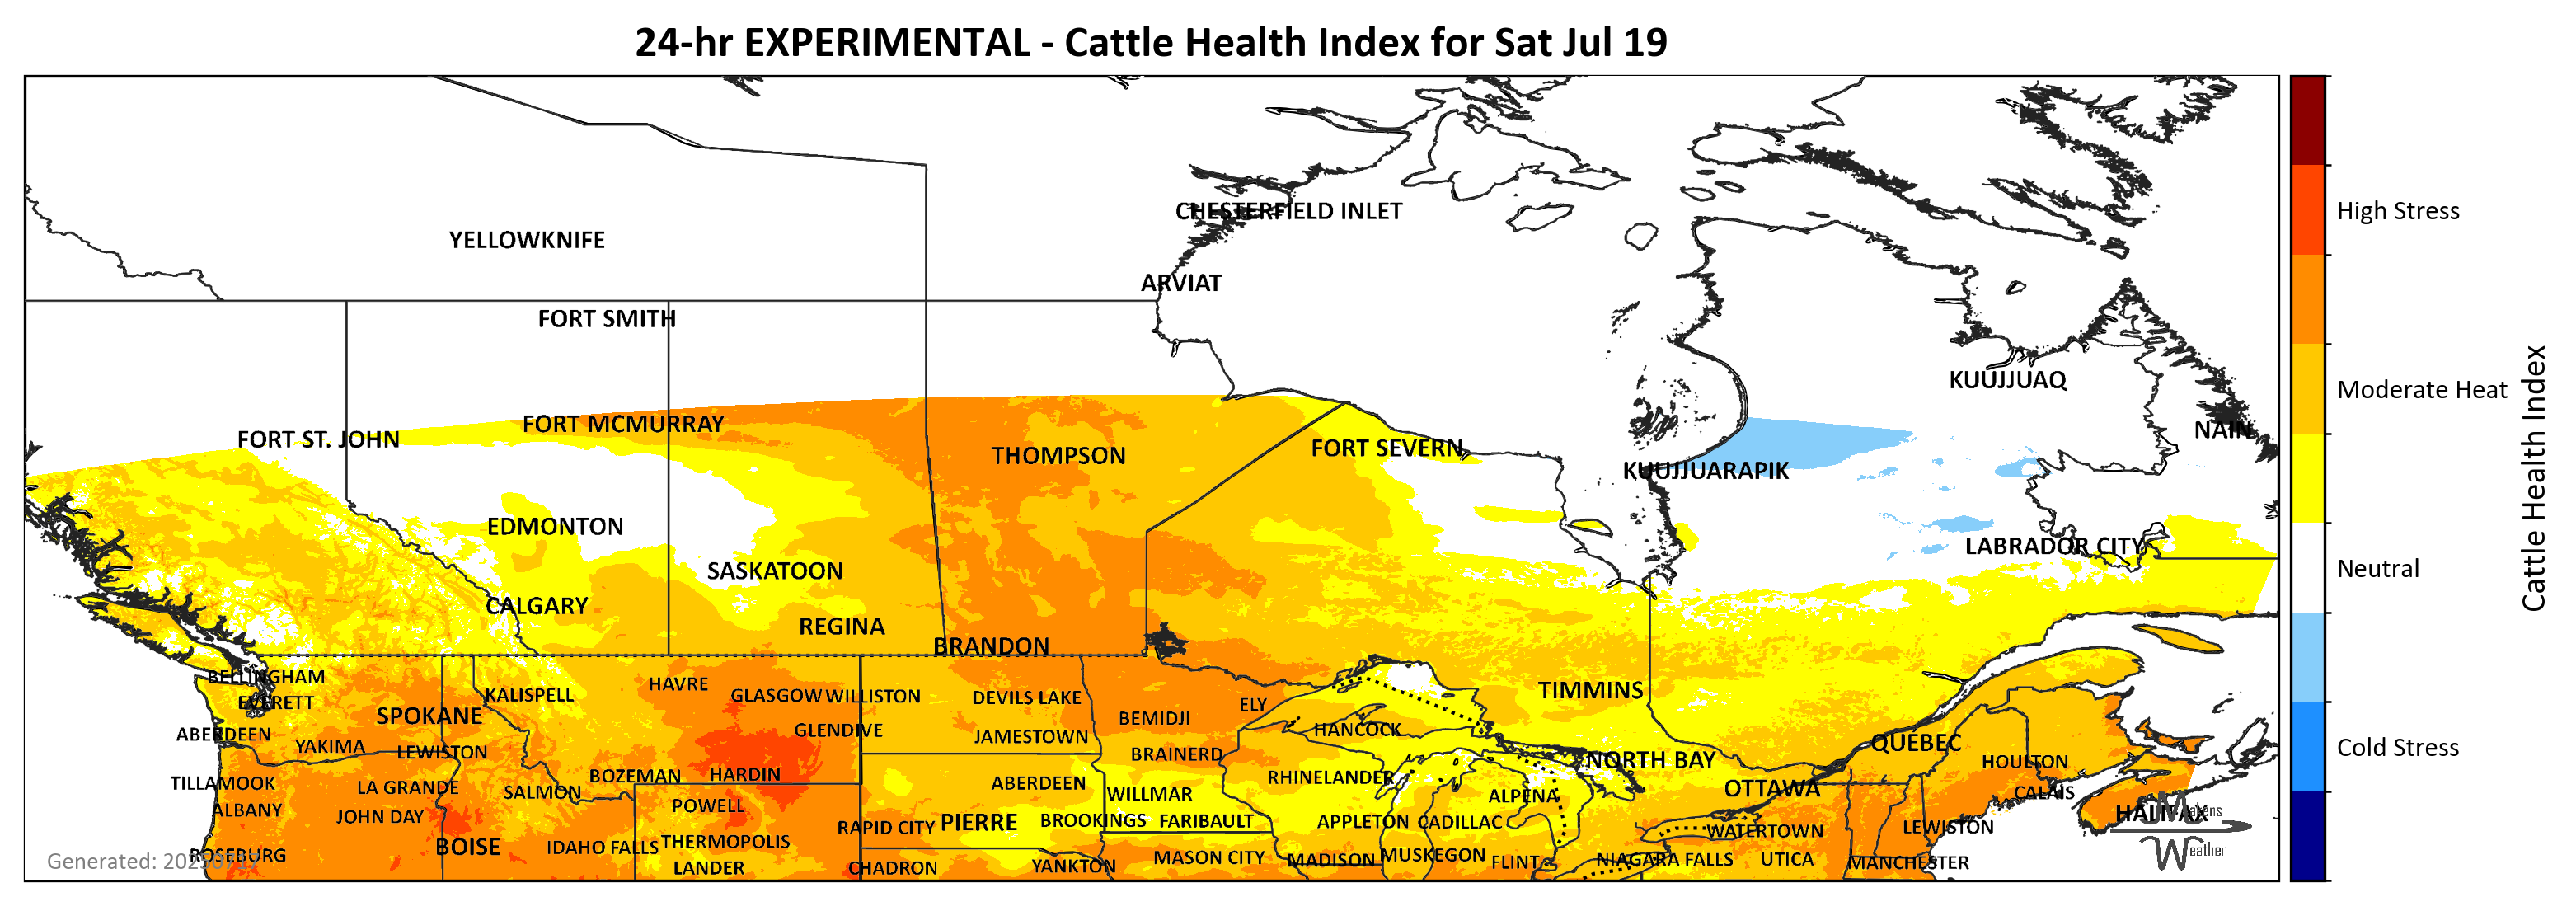 24-hr EXPERIMENTAL - Cattle Health Index for Sat Jul 19
CHESTERFIELD INLET
High Stress
YELLOWKNIFE
ARVIAT
FORT SMITH
KUUJJUAQ
Moderate Heat
FORT MCMURRAY
NAIN
FORT ST. JOHN
THOMPSON
FORT SEVERN
KUUJJUARAPIK
Cattle Health Index
EDMONTON
LABRADOR CITY
SASKATOON
Neutral
CALGARY
REGINA
BRANDON
BELLINGHAM
HAVRE
KALISPELL
GLASGOW WILLISTON
DEVILS LAKE
TIMMINS
EVERETT
ELY
SPOKANE
BEMIDJI
ABERDEEN
GLENDIVE
JAMESTOWN
HANCOCK
QUEBEC
YAKIMA
LEWISTON
BRAINERD
NORTH BAY
HOULTON
Cold Stress
TILLAMOOK
LA GRANDE
SALMON
BOZEMAN
HARDIN
ABERDEEN
RHINELANDER
OTTAWA
CALAIS
ALBANY
JOHN DAY
POWELL
WILLMAR
ALPENA
HALIFAX
Makens
RAPID CITY
PIERRE
BROOKINGS
FARIBAULT
APPLETON
CADILLAC
WATERTOWN
LEWISTON
BOISE
IDAHO FALLS
THERMOPOLIS
Weather
ROSEBURG
Generated:
LANDER
CHADRON
YANKTON
MASON CITY
MADISON
MUSKEGON
FLINT
NIAGARA FALLS
UTICA
MANCHESTER